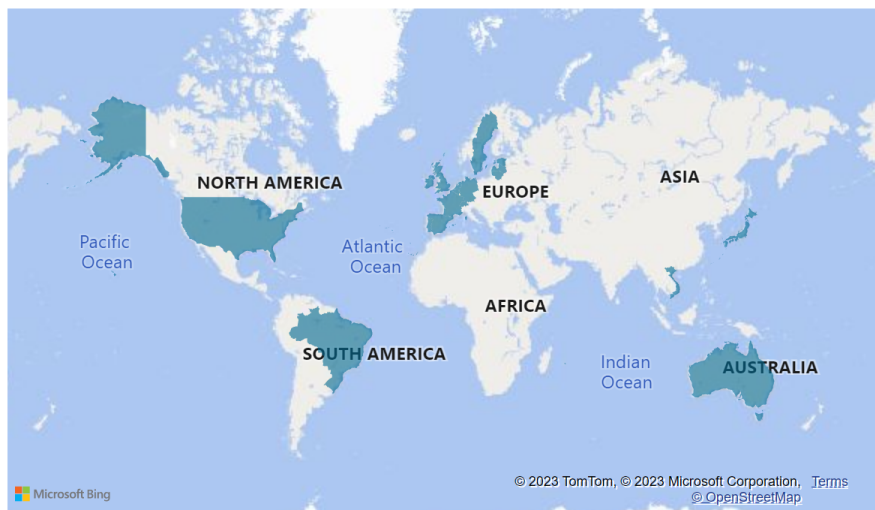 NORTH AMERICA
EUROPE
ASIA
Pacific
Ocean
Atlantic
Ocean
AFRICA
SOUTH AMERICA
Indian
Ocean
AUSTRALIA
Microsoft Bing
© 2023 TomTom, © 2023 Microsoft Corporation, Terms
© OpenStreetMap